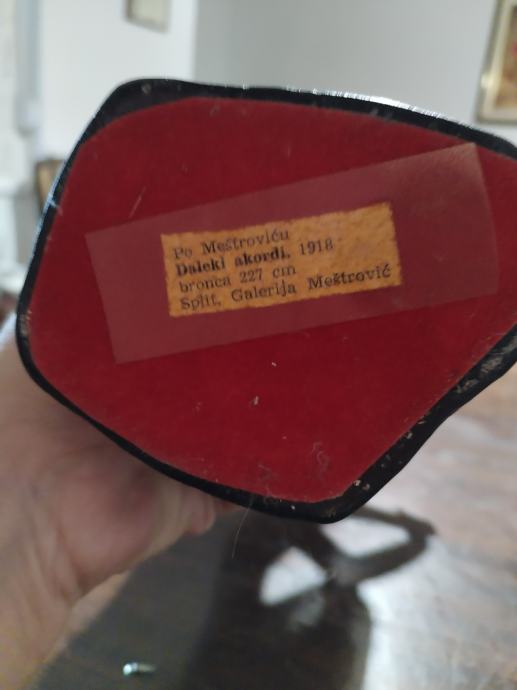 Po Meštroviću
Daleki akordi, 1918
bronca 227 cm
Split, Galerija Meštrović